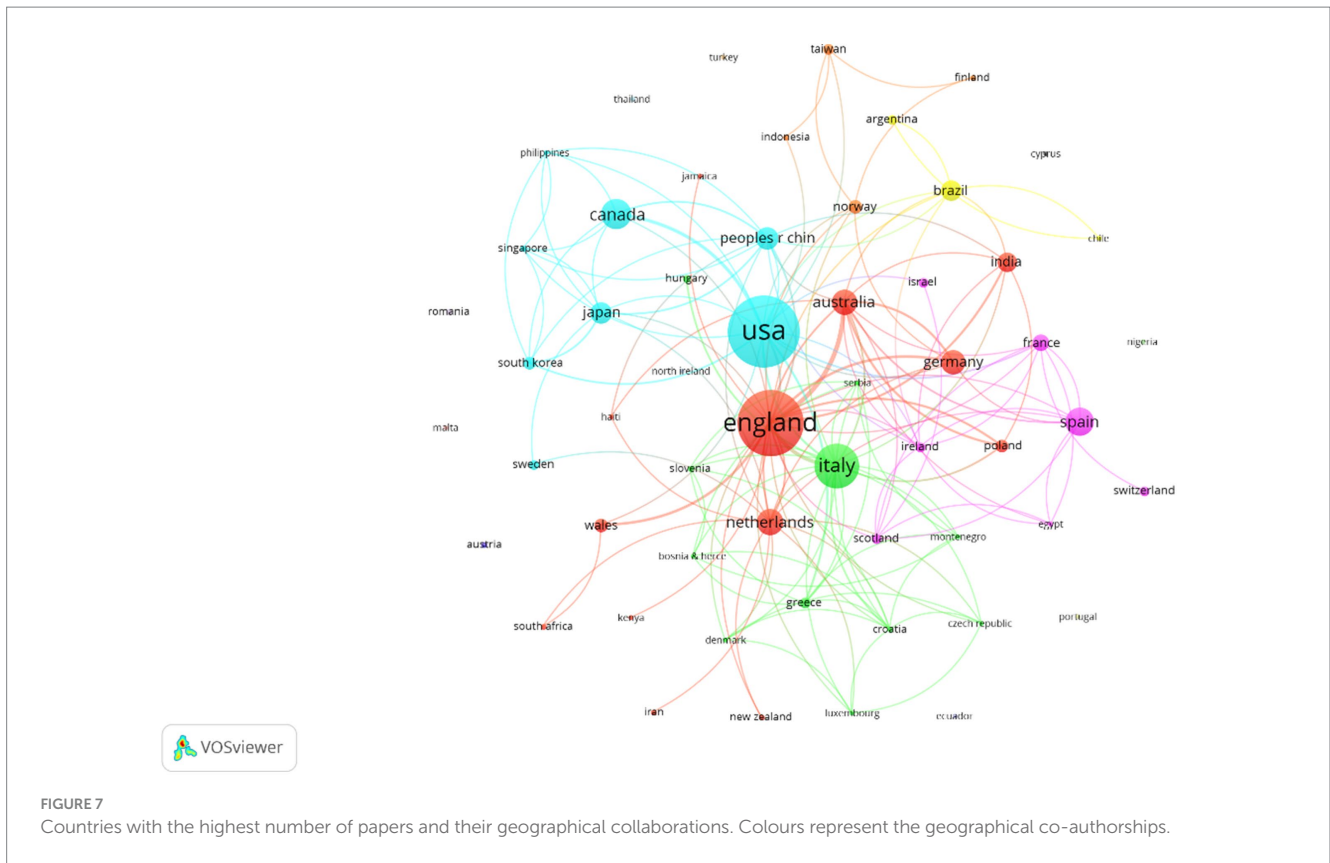 taiwan
turkey
finland
thailand
argentina
indonesia
philippines
cyprus
jamaica
brazil
norway
canada
peoples r chin
chile
singapore
india
hungary
israel
australia
romania
japan
usa
france
nigeria
south korea
germany
north ireland
serbia
haiti
england
spain
malta
ireland
poland
sweden
slovenia
italy
switzerland
netherlands
wales
egypt
scotland
montenegro
austria
bosnia & herce
greece
portugal
kenya
south africa
czech republic
croatia
denmark
iran
new zealand
luxembourg
ecuador
VOSviewer
FIGURE 7
Countries with the highest number of papers and their geographical collaborations. Colours represent the geographical co-authorships.